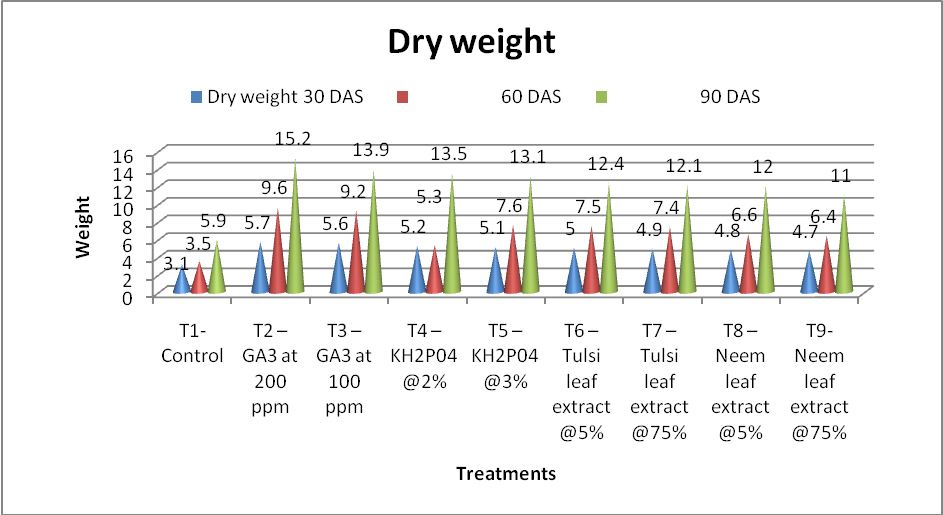 Dry weight
Dry weight 30 DAS 60 DAS 90 DAS
Weight
16
14
12
10
8
6
4
2
0
3.1 3.5 5.9
5.7 9.6 15.2
5.6 9.2 13.9
5.2 5.3 13.5
5.1 7.6 13.1
5 7.5 12.4
4.9 7.4 12.1
4.8 6.6 12
4.7 6.4 11
T1-
Control
T2 –
GA3 at
200
ppm
T3 –
GA3 at
100
ppm
T4 –
KH2P04
@2%
T5 –
KH2P04
@3%
T6 –
Tulsi
leaf
extract
@5%
T7 –
Tulsi
leaf
extract
@75%
T8 –
Neem
leaf
extract
@5%
T9-
Neem
leaf
extract
@75%
Treatments